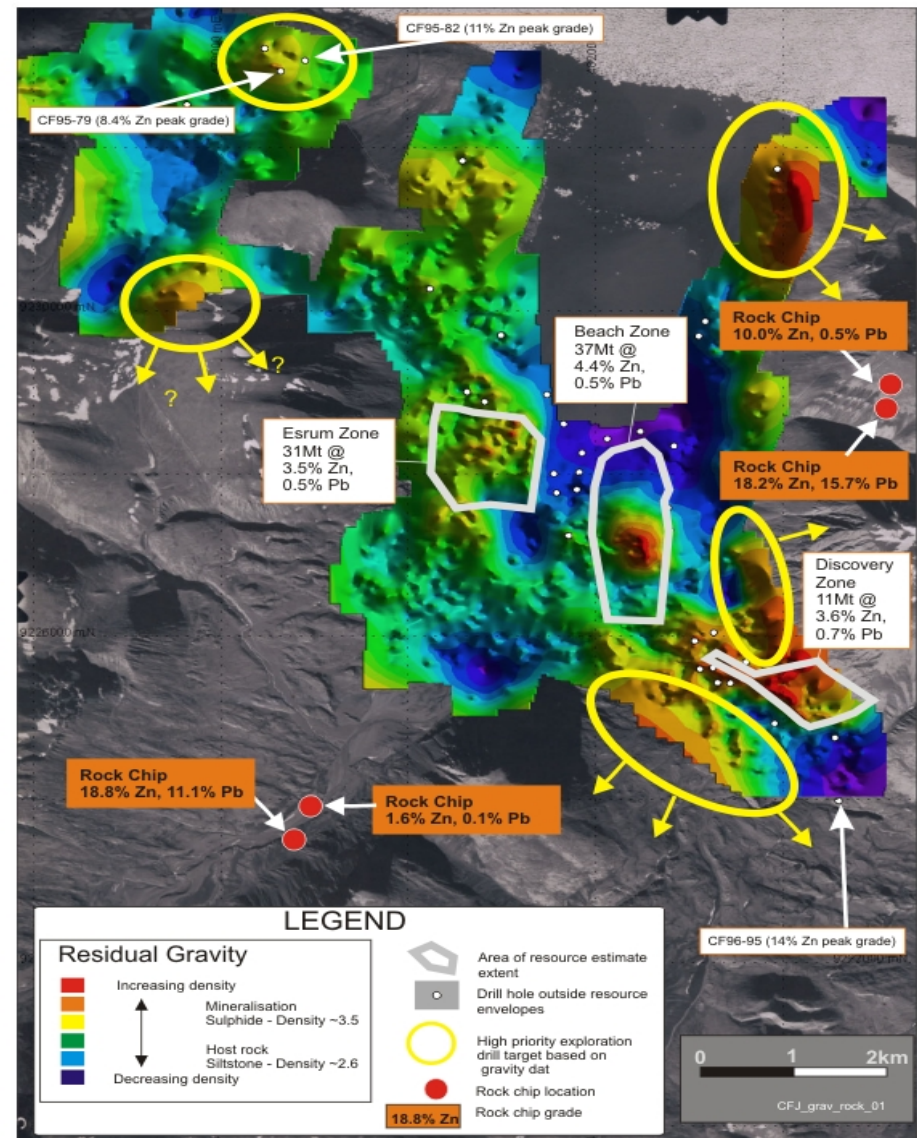 CF95-82 (11% Zn peak grade)
CF95-79 (8.4% Zn peak grade)
Rock Chip
10.0% Zn, 0.5% Pb
Beach Zone
37Mt @
4.4% Zn,
0.5% Pb
?
?
Esrum Zone
31Mt @
3.5% Zn,
0.5% Pb
Rock Chip
18.2% Zn, 15.7% Pb
Discovery
Zone
11Mt @
3.6% Zn,
0.7% Pb
9226000 mN
Rock Chip
18.8% Zn, 11.1% Pb
Rock Chip
1.6% Zn, 0.1% Pb
CF96-95 (14% Zn peak grade)
LEGEND
Residual Gravity
Increasing density
Mineralisation
Sulphide - Density ~3.5
Host rock
Siltstone - Density ~2.6
Decreasing density
Area of resource estimate
extent
Drill hole outside resource
envelopes
High priority exploration
drill target based on
gravity dat
Rock chip location
18.8% Zn
Rock chip grade
0 1 2km
CFJ_grav_rock_01